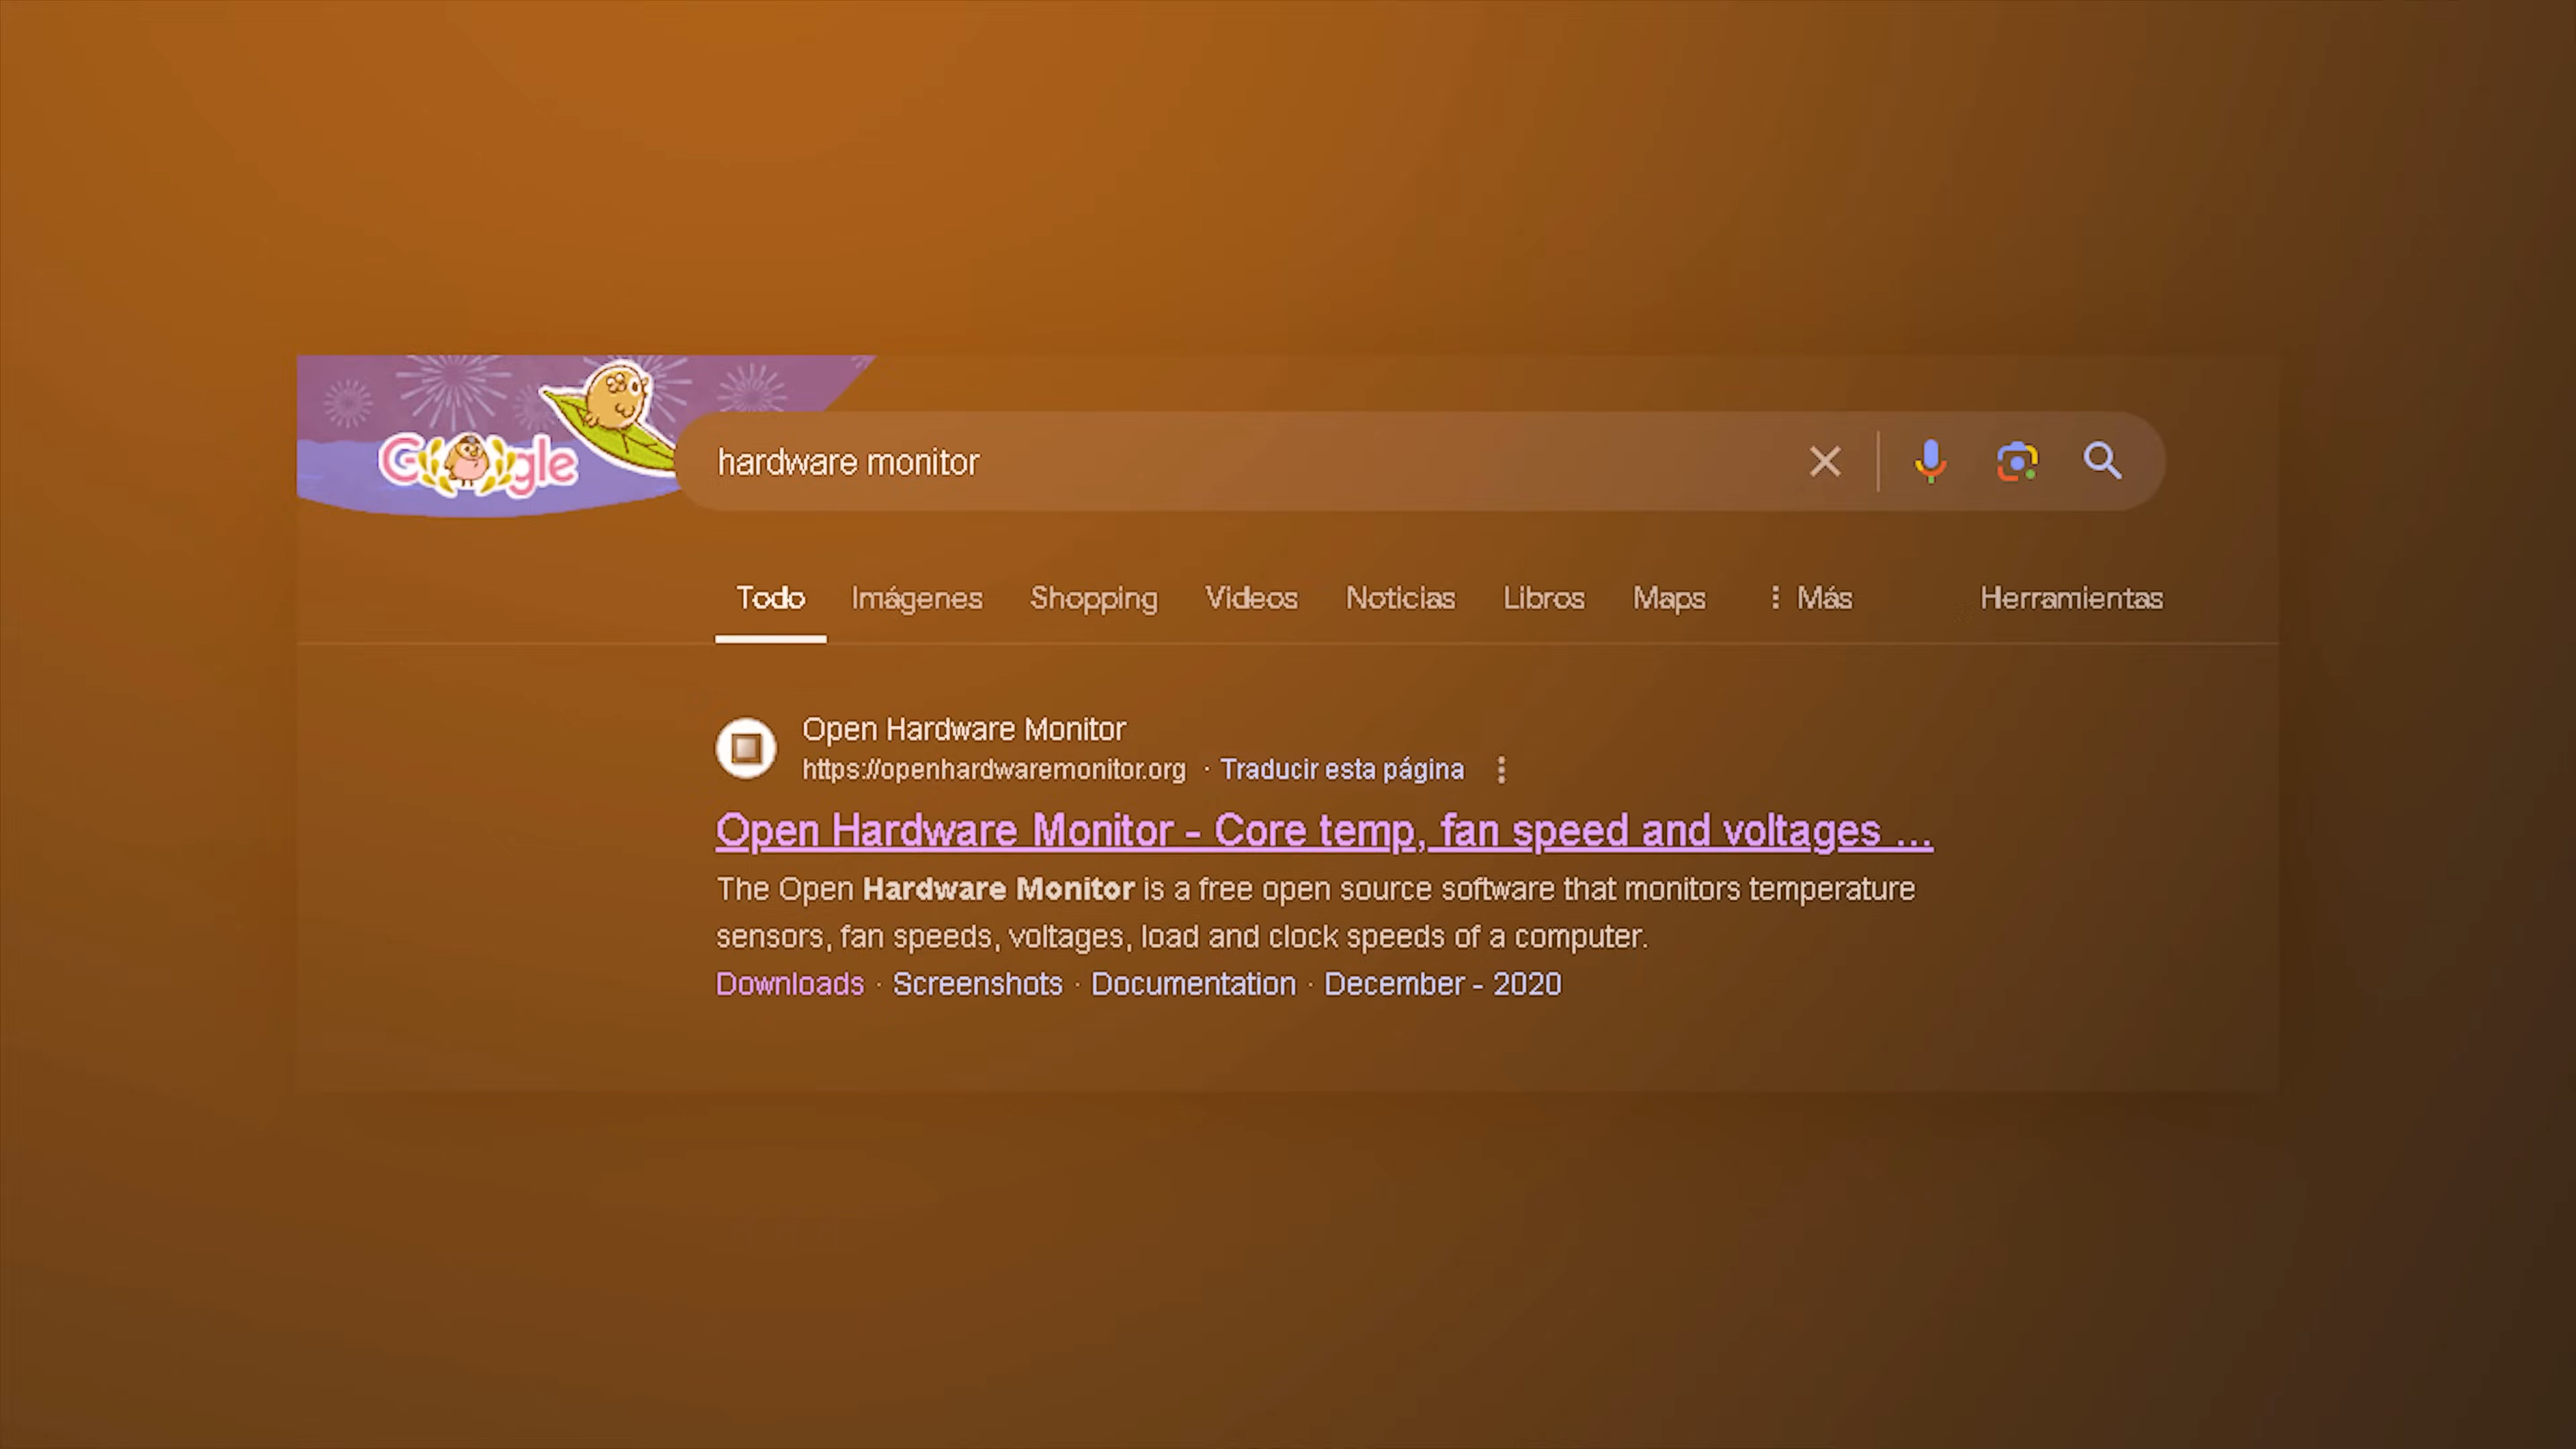 Google
hardware monitor
Todo Imágenes Shopping Videos Noticias Libros Maps Más Herramientas
Open Hardware Monitor
https://openhardwaremonitor.org · Traducir esta página
Open Hardware Monitor - Core temp, fan speed and voltages ...
The Open Hardware Monitor is a free open source software that monitors temperature
sensors, fan speeds, voltages, load and clock speeds of a computer.
Downloads · Screenshots · Documentation · December - 2020